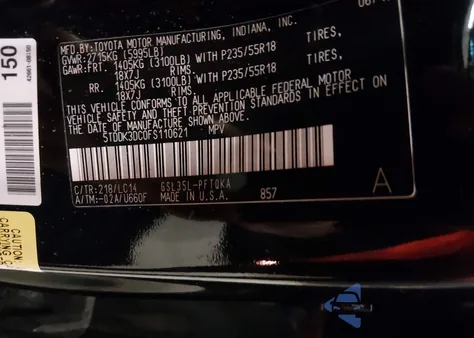 MFD.BY:TOYOTA MOTOR MANUFACTURING, INDIANA, INC.
GVWR:2715KG (5995LB)
GAWR:FRT. 1405KG (3100LB) WITH P235/55R18 TIRES,
18X7J RIMS.
RR. 1405KG (3100LB) WITH P235/55R18 TIRES,
18X7J RIMS.
THIS VEHICLE CONFORMS TO ALL APPLICABLE FEDERAL MOTOR
VEHICLE SAFETY AND THEFT PREVENTION STANDARDS IN EFFECT ON
THE DATE OF MANUFACTURE SHOWN ABOVE.
5TDDK3DC0FS110621 MPV
C/TR:218/LC14 GSL35L-PFTQKA
A/TM:-02A/U660F MADE IN U.S.A. 857
A
150
CAUTION
CARRYING